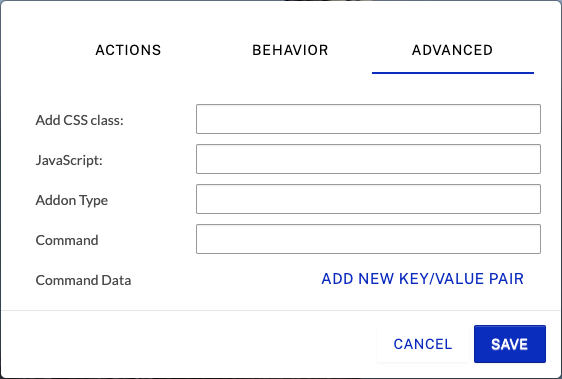 ACTIONS BEHAVIOR ADVANCED
Add CSS class:
JavaScript:
Addon Type
Command
Command Data ADD NEW KEY/VALUE PAIR
CANCEL SAVE